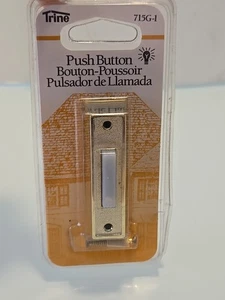 Trine 715G-I
Push Button
Bouton-Poussoir
Pulsador de Llamada